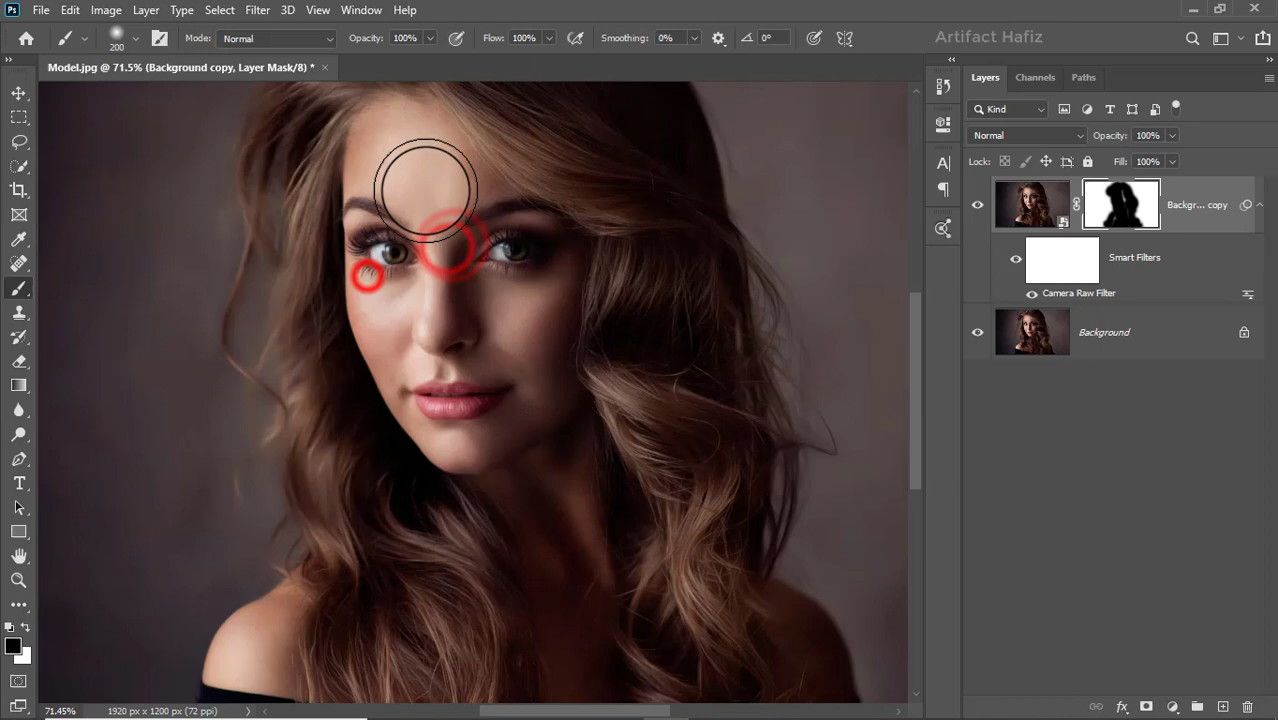 Ps File Edit Image Layer Type Select Filter 3D View Window Help
200 Mode: Normal Opacity: 100% Flow: 100% Smoothing: 0% 0° Artifact Hafiz
Model.jpg @ 71.5% (Background copy, Layer Mask/8) *
Layers Channels Paths
Kind
Normal Opacity: 100%
Lock: Fill: 100%
Backgr... copy
Smart Filters
Camera Raw Filter
Background
71.45% 1920 px x 1200 px (72 ppi)